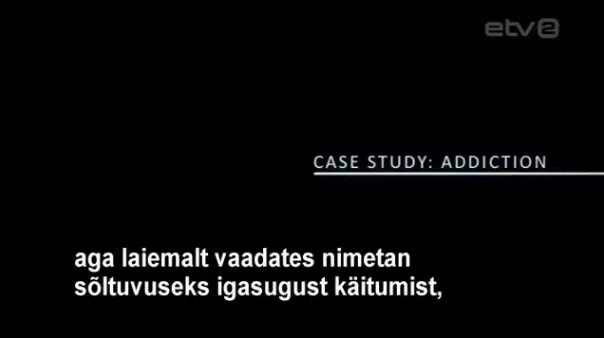 etv2
CASE STUDY: ADDICTION
aga laiemalt vaadates nimetan
sõltuvuseks igasugust käitumist,